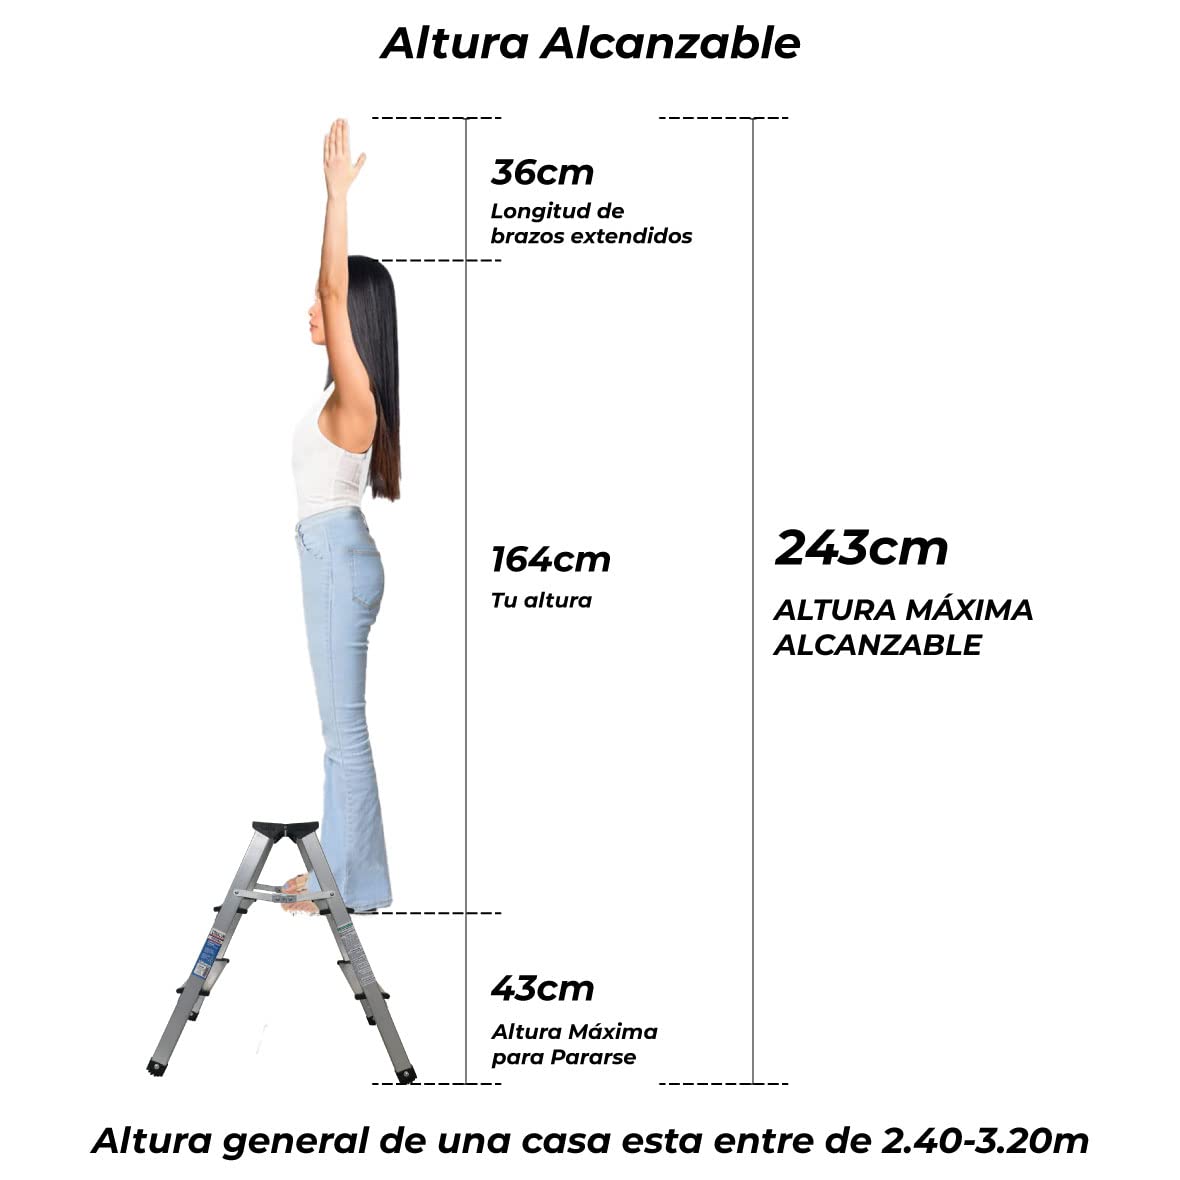 Altura Alcanzable
36cm
Longitud de
brazos extendidos
164cm
Tu altura
243cm
ALTURA MÁXIMA
ALCANZABLE
43cm
Altura Máxima
para Pararse
Altura general de una casa esta entre de 2.40-3.20m